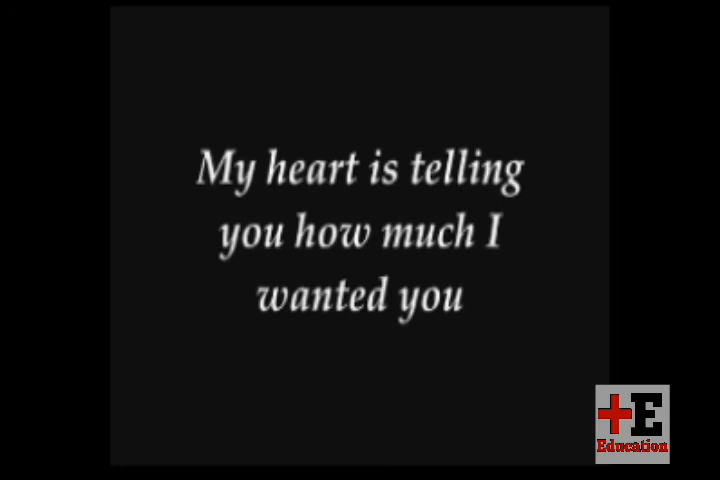 My heart is telling
you how much I
wanted you
+E
Education